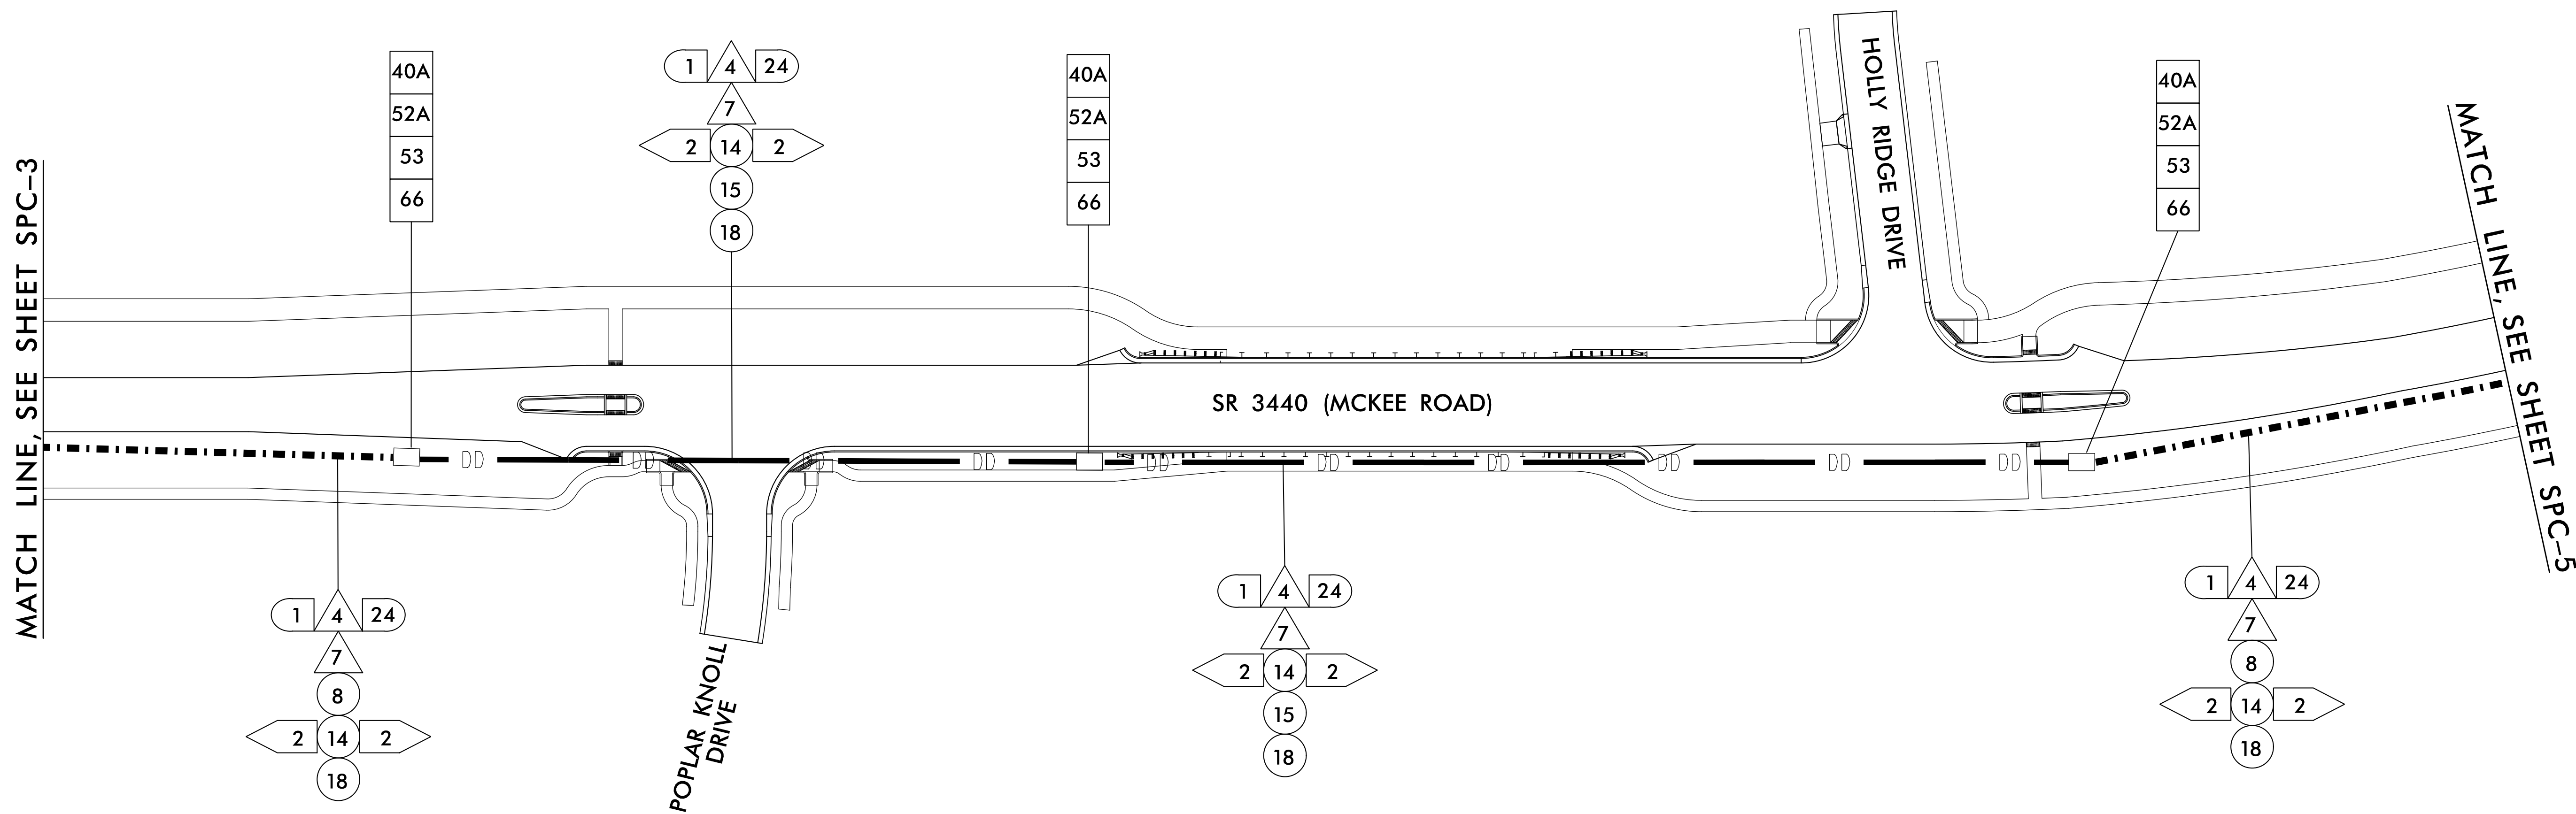 MATCH LINE, SEE SHEET SPC-3
40A
52A
53
66
1 4 24
7
2 14 2
15
18
40A
52A
53
66
HOLLY RIDGE DRIVE
40A
52A
53
66
MATCH LINE, SEE SHEET SPC-5
SR 3440 (MCKEE ROAD)
DD DD DD DD DD DD DD DD DD DD
1 4 24
7
8
2 14 2
18
POPLAR KNOLL
DRIVE
1 4 24
7
2 14 2
15
18
1 4 24
7
8
2 14 2
18